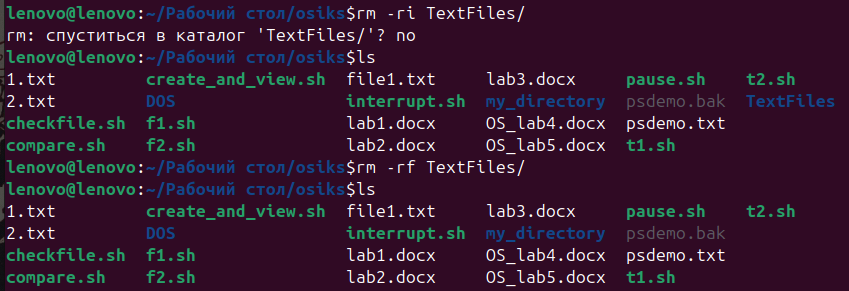 lenovo@lenovo:~/Рабочий стол/osiks$rm -ri TextFiles/
rm: спуститься в каталог 'TextFiles/'? no
lenovo@lenovo:~/Рабочий стол/osiks$ls
1.txt create_and_view.sh file1.txt lab3.docx pause.sh t2.sh
2.txt DOS interrupt.sh my_directory psdemo.bak TextFiles
checkfile.sh f1.sh lab1.docx OS_lab4.docx psdemo.txt
compare.sh f2.sh lab2.docx OS_lab5.docx t1.sh
lenovo@lenovo:~/Рабочий стол/osiks$rm -rf TextFiles/
lenovo@lenovo:~/Рабочий стол/osiks$ls
1.txt create_and_view.sh file1.txt lab3.docx pause.sh t2.sh
2.txt DOS interrupt.sh my_directory psdemo.bak
checkfile.sh f1.sh lab1.docx OS_lab4.docx psdemo.txt
compare.sh f2.sh lab2.docx OS_lab5.docx t1.sh